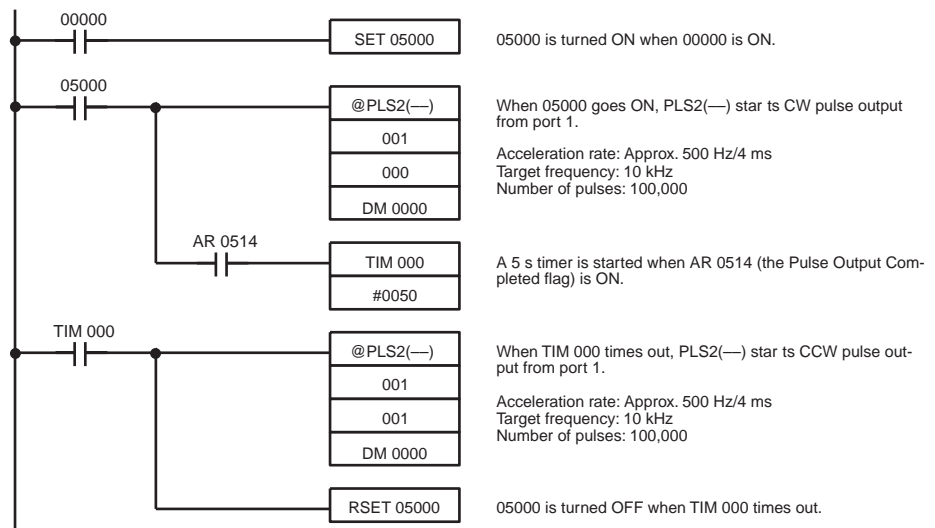 00000
SET 05000
05000 is turned ON when 00000 is ON.
05000
@PLS2(—)
001
000
DM 0000
When 05000 goes ON, PLS2(—) star ts CW pulse output
from port 1.
Acceleration rate: Approx. 500 Hz/4 ms
Target frequency: 10 kHz
Number of pulses: 100,000
AR 0514
TIM 000
#0050
A 5 s timer is started when AR 0514 (the Pulse Output Com-
pleted flag) is ON.
TIM 000
@PLS2(—)
001
001
DM 0000
When TIM 000 times out, PLS2(—) star ts CCW pulse out-
put from port 1.
Acceleration rate: Approx. 500 Hz/4 ms
Target frequency: 10 kHz
Number of pulses: 100,000
RSET 05000
05000 is turned OFF when TIM 000 times out.